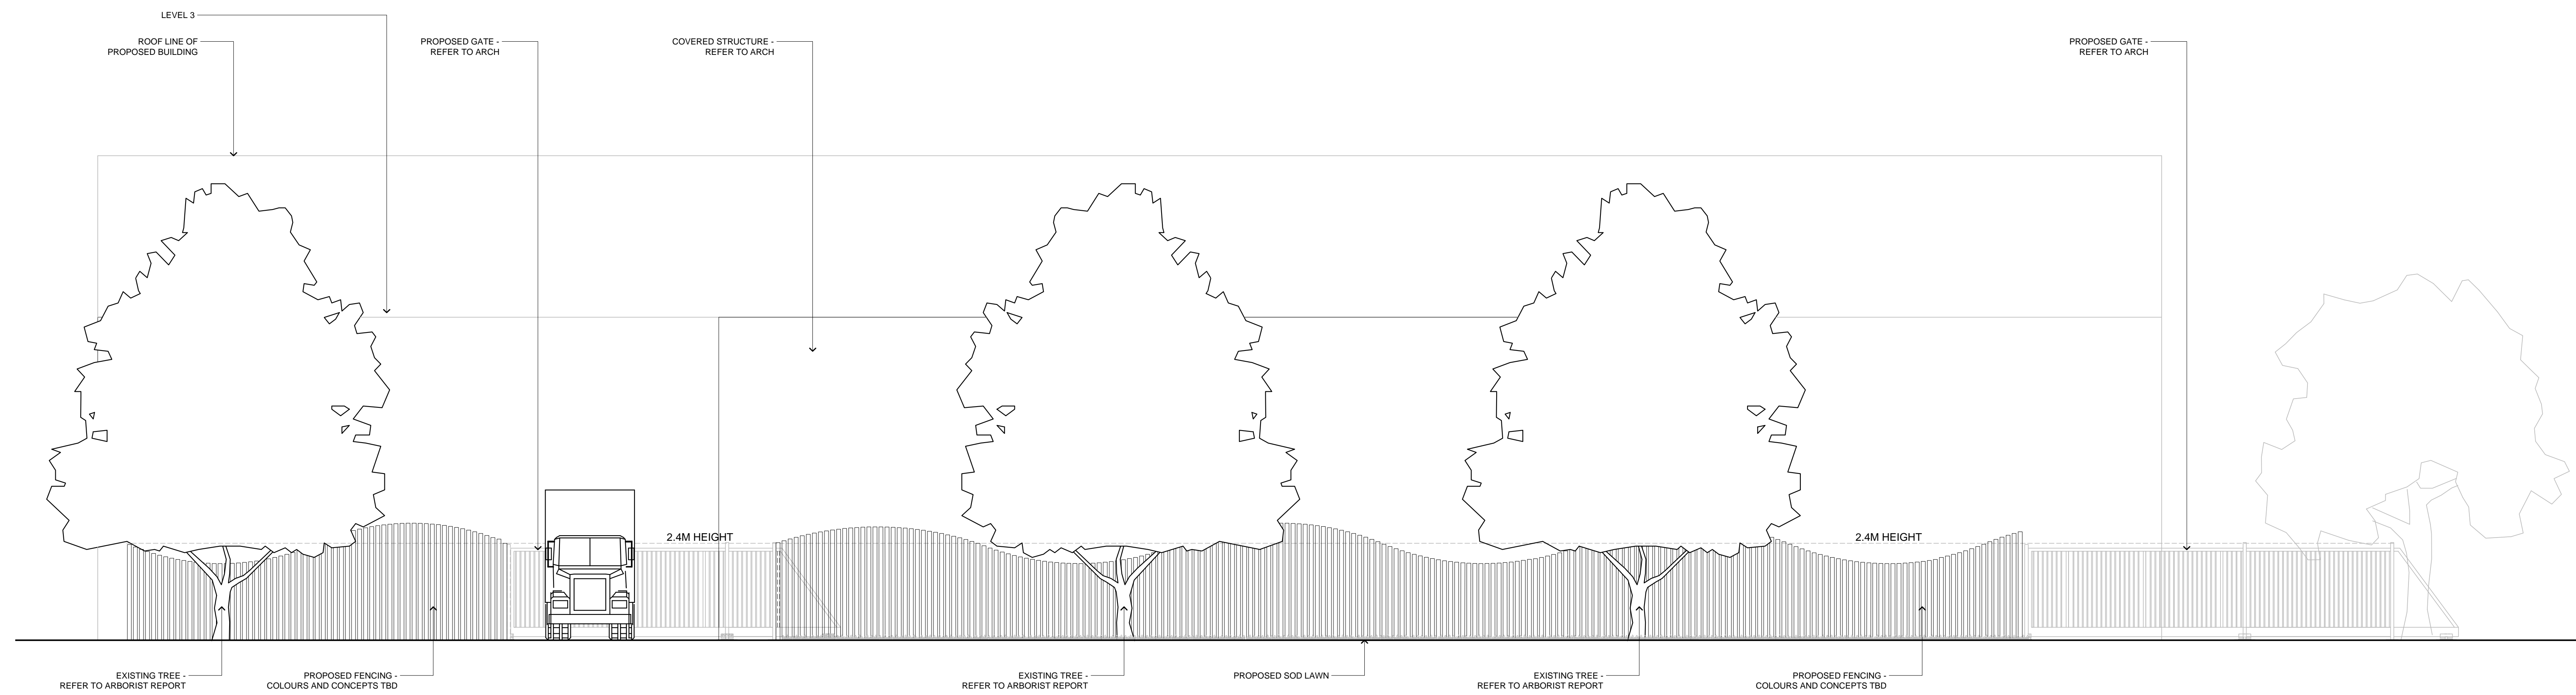 LEVEL 3
ROOF LINE OF
PROPOSED BUILDING
PROPOSED GATE -
REFER TO ARCH
COVERED STRUCTURE -
REFER TO ARCH
PROPOSED GATE -
REFER TO ARCH
2.4M HEIGHT
2.4M HEIGHT
EXISTING TREE -
REFER TO ARBORIST REPORT
PROPOSED FENCING -
COLOURS AND CONCEPTS TBD
EXISTING TREE -
REFER TO ARBORIST REPORT
PROPOSED SOD LAWN
EXISTING TREE -
REFER TO ARBORIST REPORT
PROPOSED FENCING -
COLOURS AND CONCEPTS TBD